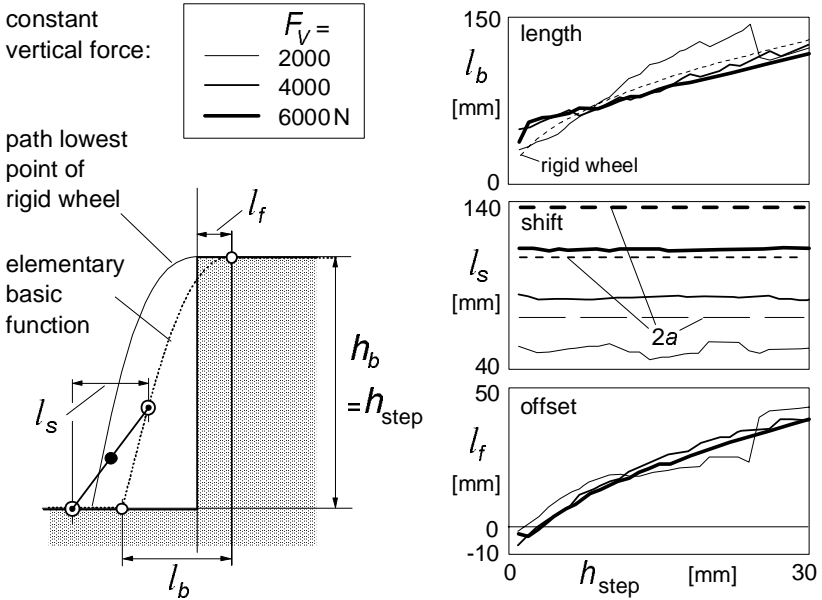 constant
vertical force:
F_V =
2000
4000
6000 N
path lowest
point of
rigid wheel
elementary
basic
function
l_f
l_s
h_b
= h_step
l_b
150
length
l_b
[mm]
rigid wheel
0
140
shift
l_s
[mm]
2a
40
50
offset
l_f
[mm]
0
-10
0
h_step
[mm]
30